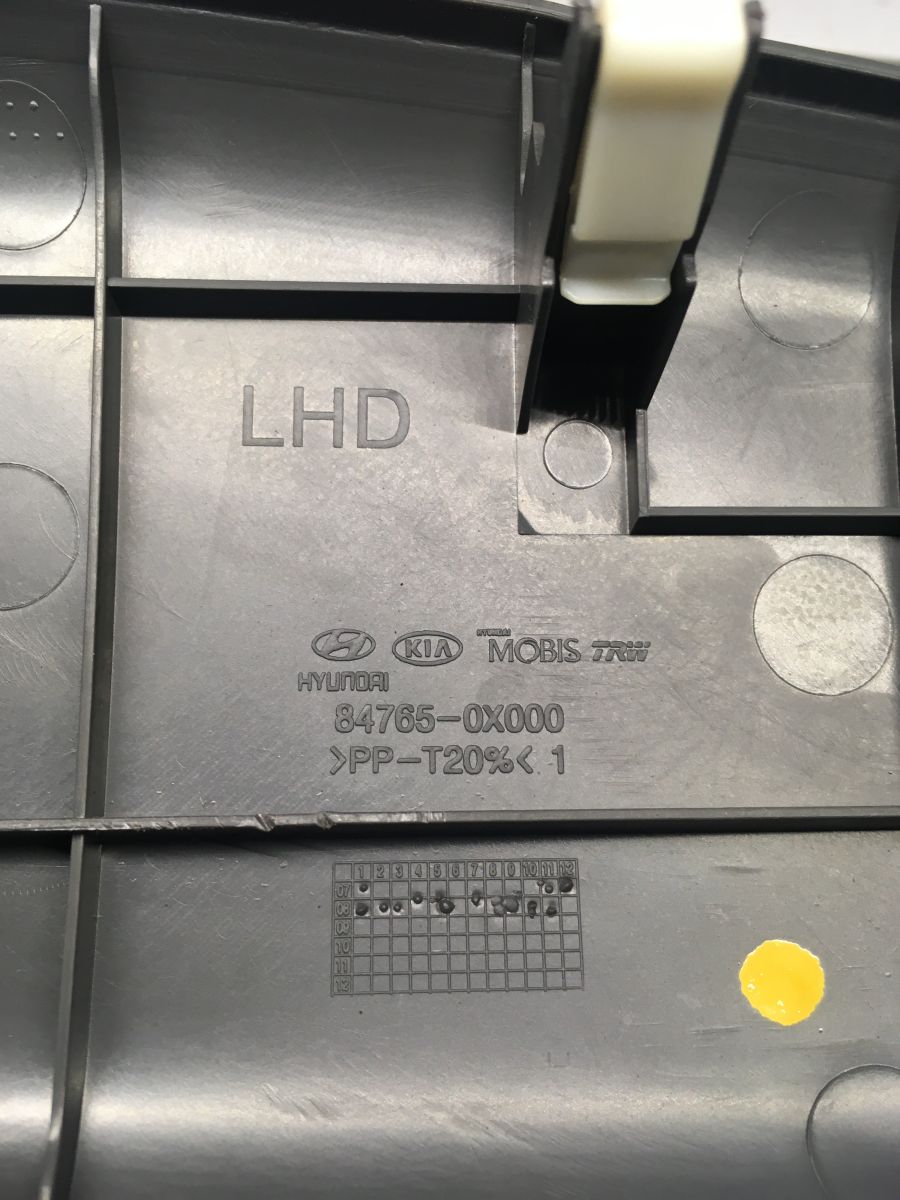 LHD
KIA HYUNDAI MOBIS TRW
HYUNDAI
84765-0X000
>PP-T20%< 1
1 2 3 4 5 6 7 8 9 10 11 12
07
08
09
10
11
12